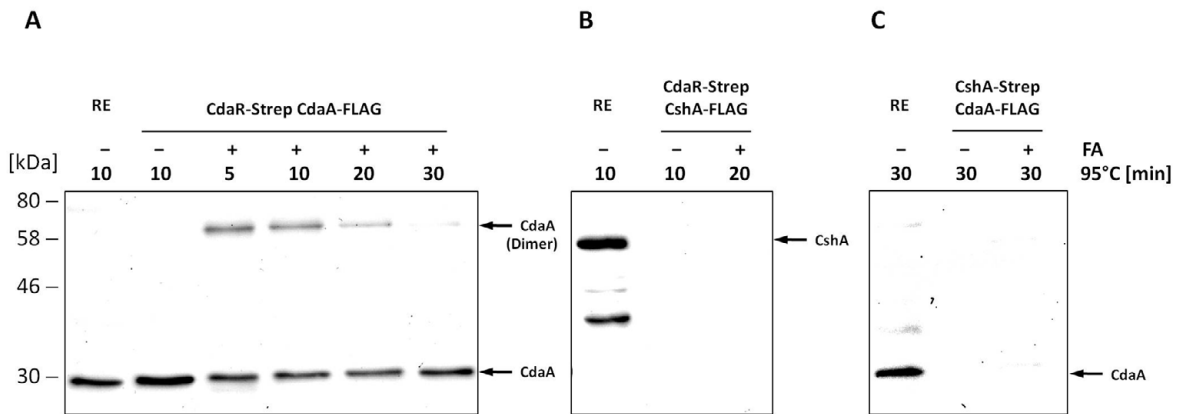 A
B
C
RE
CdaR-Strep CdaA-FLAG
RE
CdaR-Strep
CshA-FLAG
RE
CshA-Strep
CdaA-FLAG
– – + + + + – – + – – + FA
[kDa] 10 10 5 10 20 30 10 10 20 30 30 30 95°C [min]
80 –
58 –
46 –
30 –
CdaA
(Dimer)
CdaA
CshA
CdaA